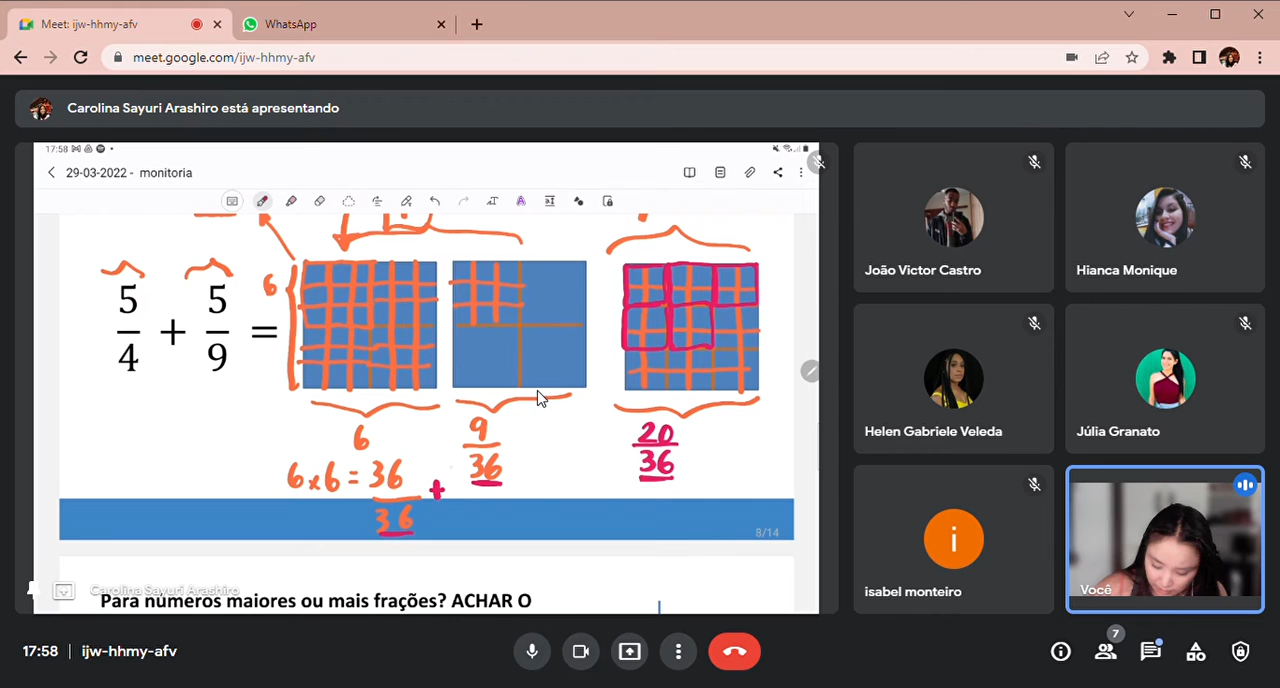 Meet: ijw-hhmy-afv
WhatsApp
meet.google.com/ijw-hhmy-afv
Carolina Sayuri Arashiro está apresentando
17:58
29-03-2022 - monitoria
5/4 + 5/9 =
6
6
9/36
20/36
6x6 = 36/36 +
8/14
Carolina Sayuri Arashiro
Para números maiores ou mais frações? ACHAR O
João Victor Castro
Hianca Monique
Helen Gabriele Veleda
Júlia Granato
i
isabel monteiro
Você
17:58 | ijw-hhmy-afv
7